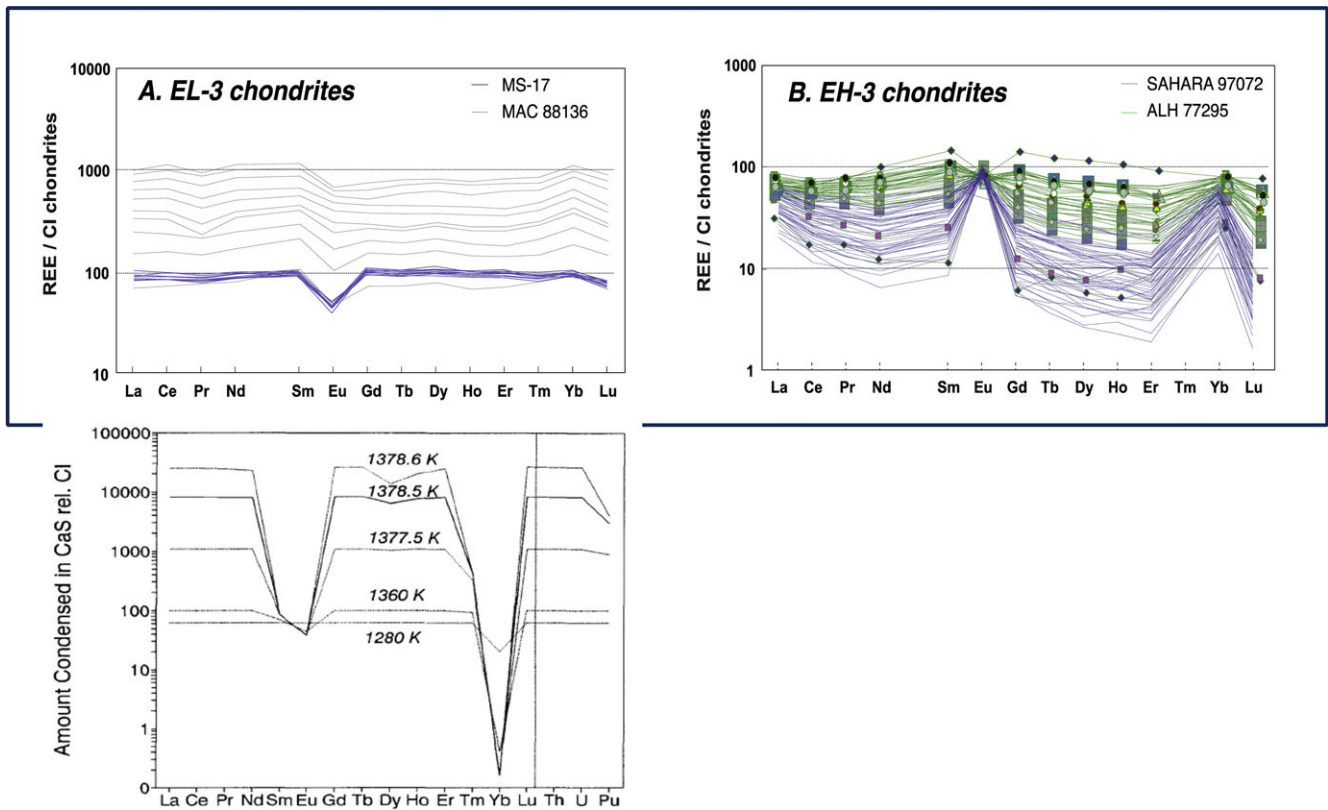 A. EL-3 chondrites
MS-17
MAC 88136
REE / CI chondrites
10000
1000
100
10
La Ce Pr Nd Sm Eu Gd Tb Dy Ho Er Tm Yb Lu
B. EH-3 chondrites
SAHARA 97072
ALH 77295
REE / CI chondrites
1000
100
10
1
La Ce Pr Nd Sm Eu Gd Tb Dy Ho Er Tm Yb Lu
Amount Condensed in CaS rel. CI
100000
10000
1000
100
10
1
0
1378.6 K
1378.5 K
1377.5 K
1360 K
1280 K
La Ce Pr Nd Sm Eu Gd Tb Dy Ho Er Tm Yb Lu Th U Pu